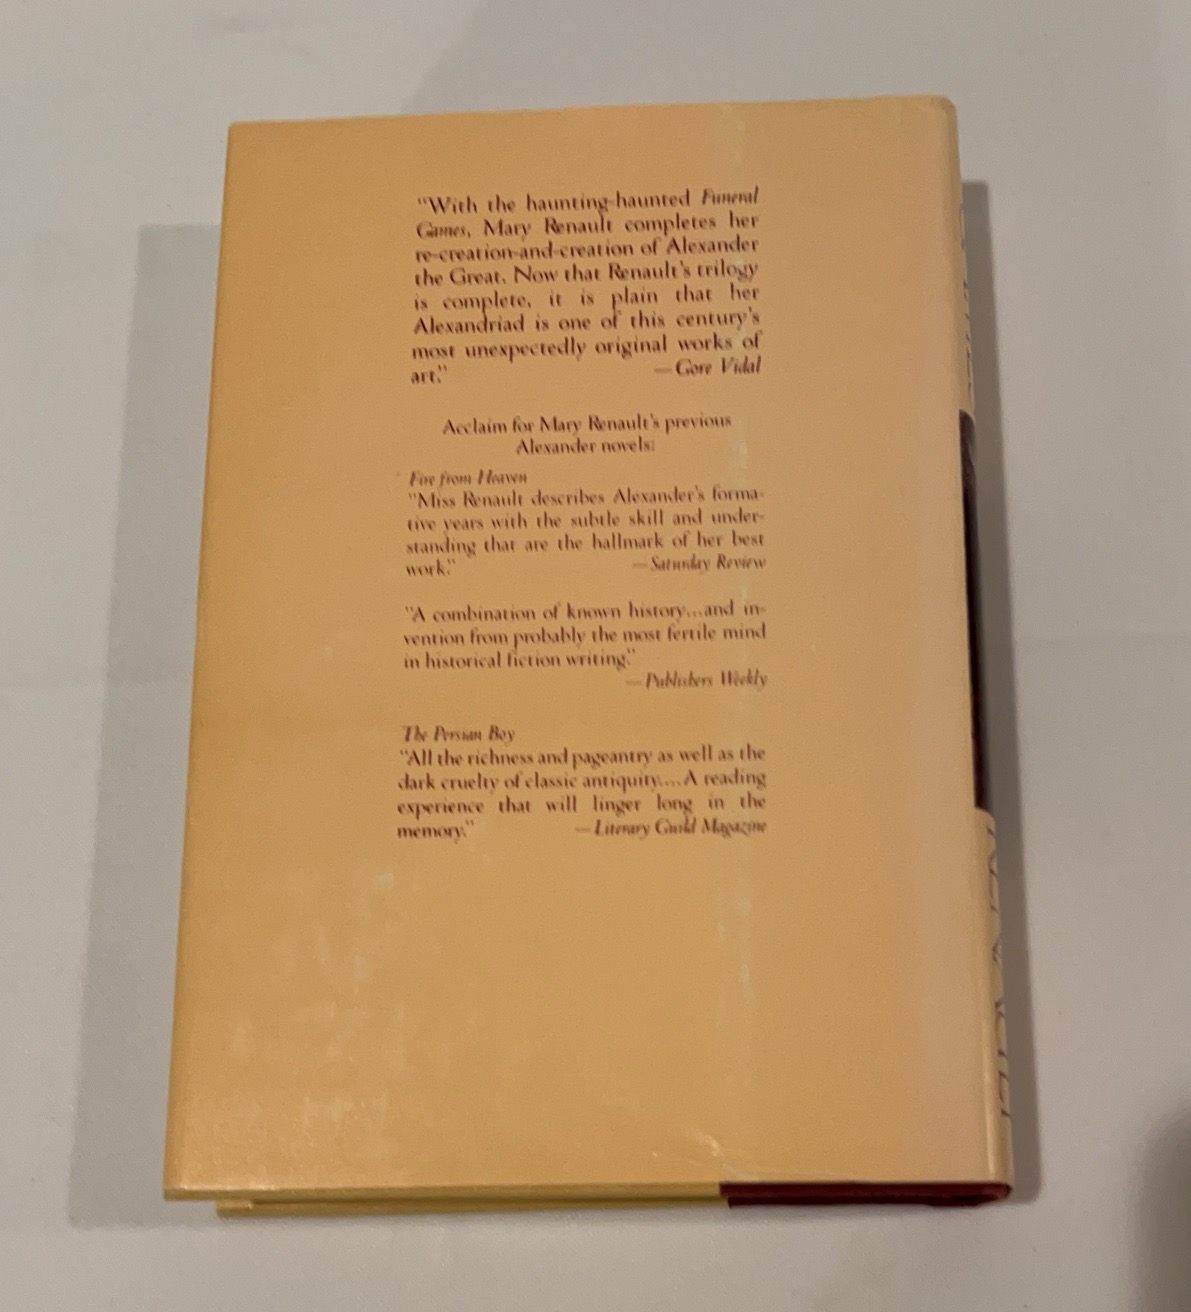 “With the haunting-haunted Funeral
Games, Mary Renault completes her
re-creation-and-creation of Alexander
the Great. Now that Renault’s trilogy
is complete, it is plain that her
Alexandriad is one of this century’s
most unexpectedly original works of
art.” —Gore Vidal
Acclaim for Mary Renault’s previous
Alexander novels:
Fire from Heaven
“Miss Renault describes Alexander’s forma-
tive years with the subtle skill and under-
standing that are the hallmark of her best
work.” —Saturday Review
“A combination of known history...and in-
vention from probably the most fertile mind
in historical fiction writing.”
—Publishers Weekly
The Persian Boy
“All the richness and pageantry as well as the
dark cruelty of classic antiquity....A reading
experience that will linger long in the
memory.” —Literary Guild Magazine